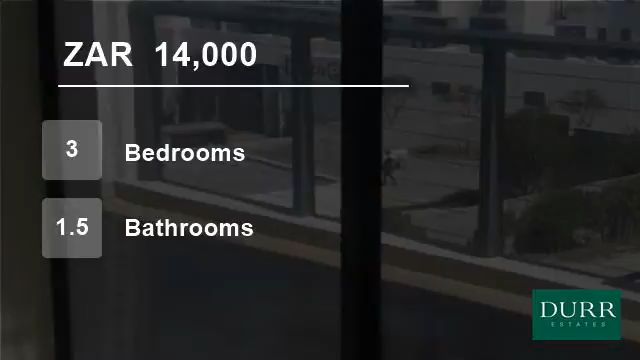 ZAR 14,000
3 Bedrooms
1.5 Bathrooms
DURR
ESTATES